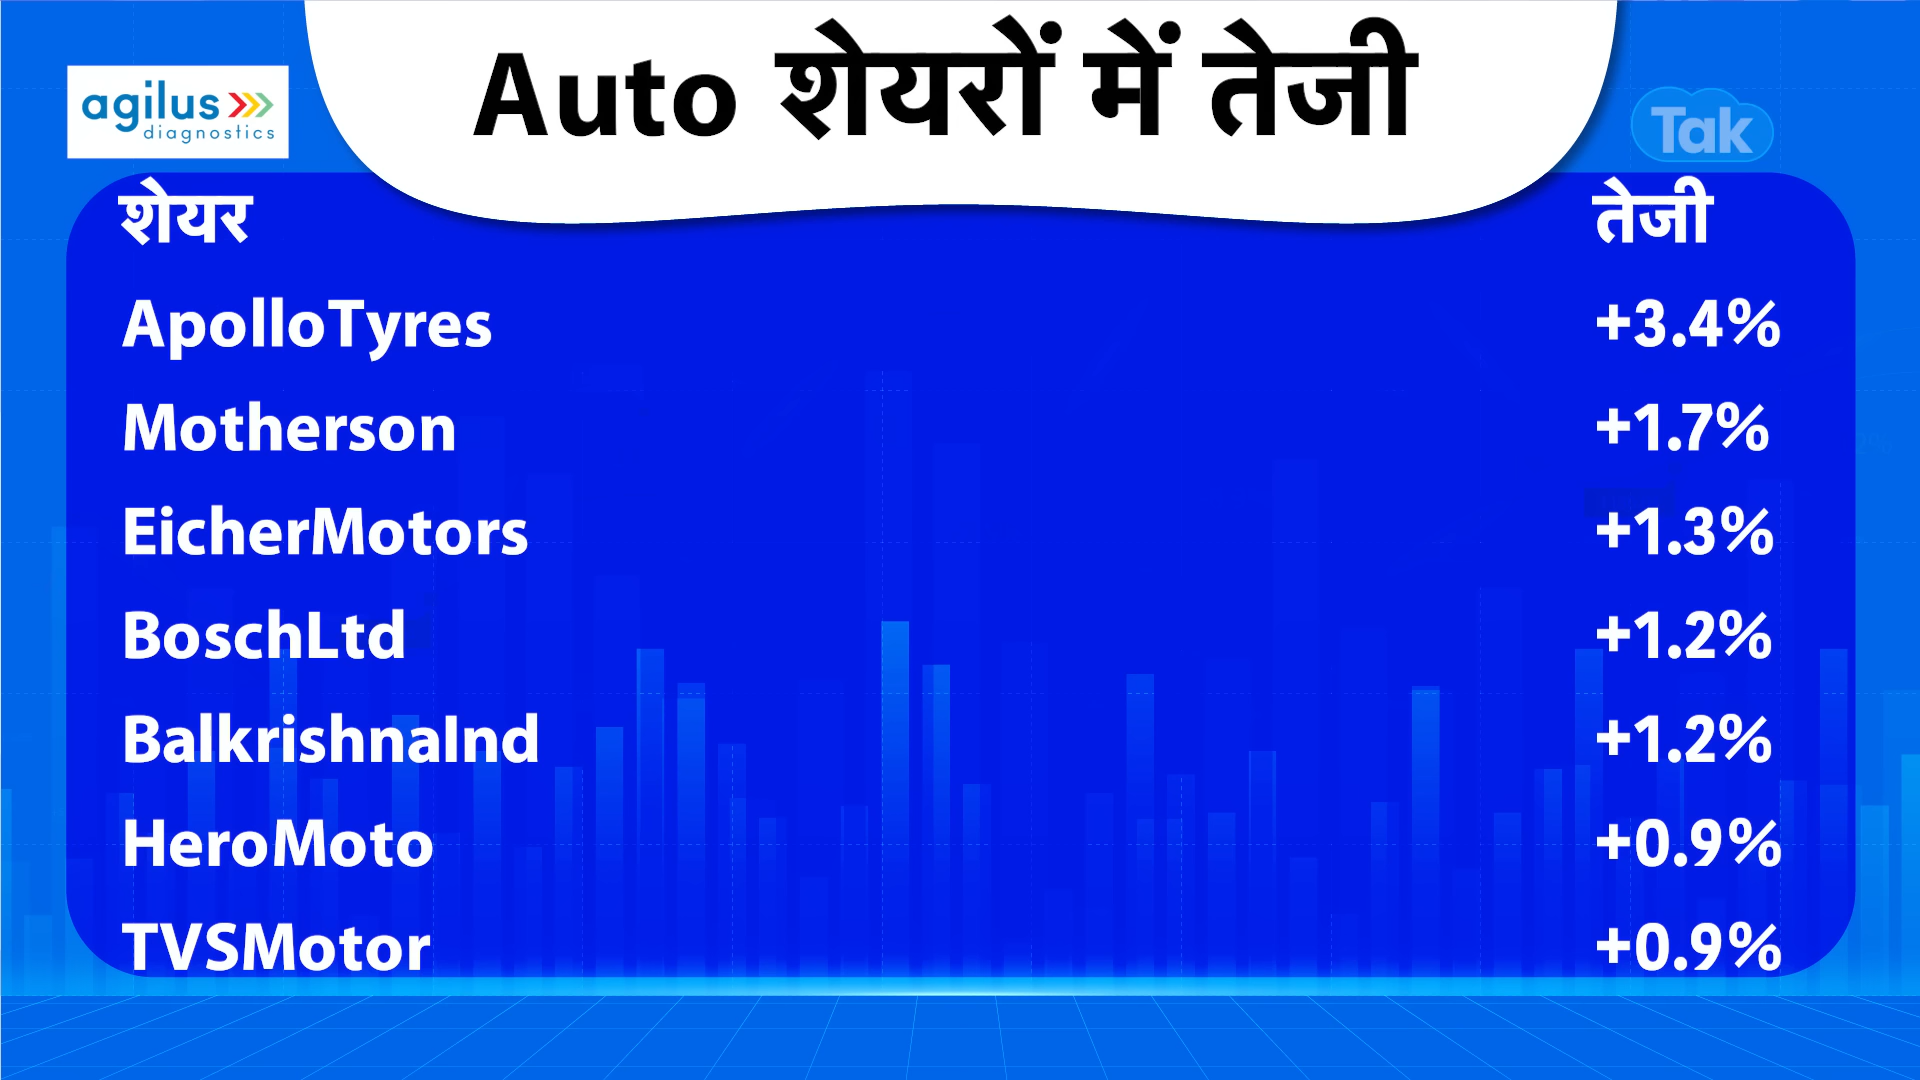 Auto शेयरों में तेजी
agilus
diagnostics
Tak
शेयर तेजी
ApolloTyres +3.4%
Motherson +1.7%
EicherMotors +1.3%
BoschLtd +1.2%
BalkrishnaInd +1.2%
HeroMoto +0.9%
TVSMotor +0.9%